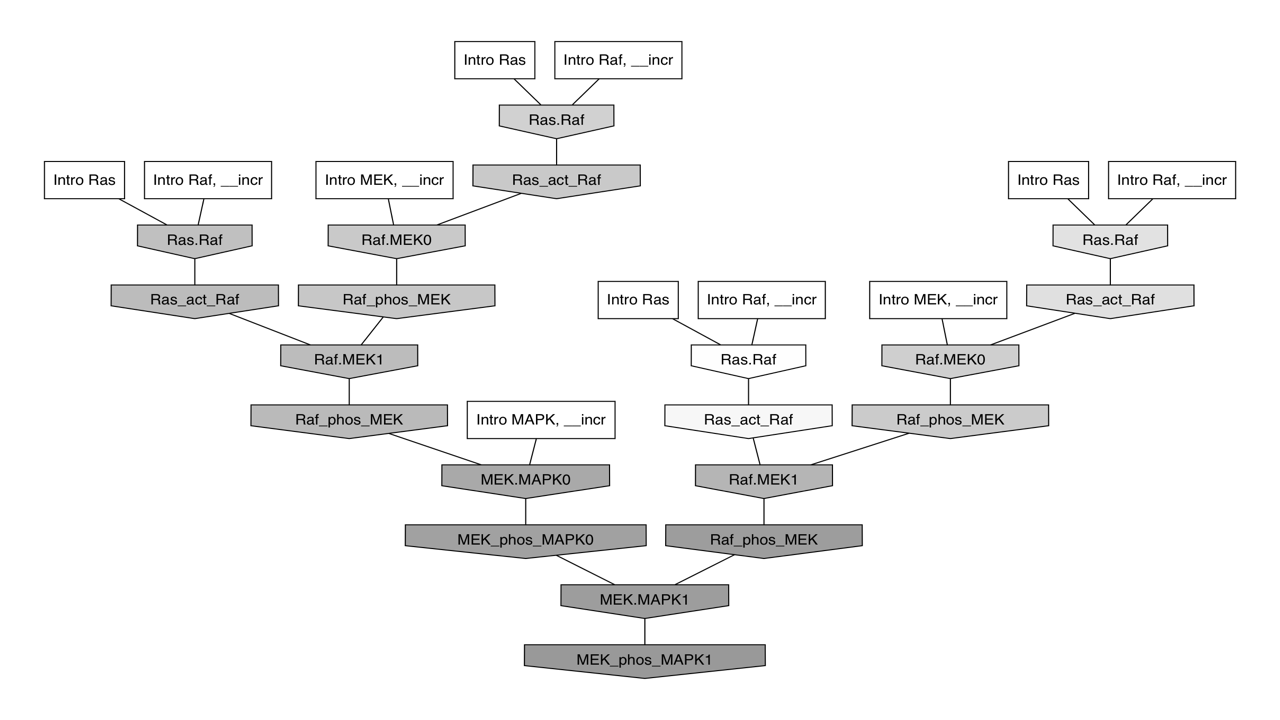 Intro Ras
Intro Raf, __incr
Ras.Raf
Intro Ras
Intro Raf, __incr
Intro MEK, __incr
Ras_act_Raf
Intro Ras
Intro Raf, __incr
Ras.Raf
Raf.MEK0
Ras.Raf
Ras_act_Raf
Raf_phos_MEK
Intro Ras
Intro Raf, __incr
Intro MEK, __incr
Ras_act_Raf
Raf.MEK1
Ras.Raf
Raf.MEK0
Raf_phos_MEK
Intro MAPK, __incr
Ras_act_Raf
Raf_phos_MEK
MEK.MAPK0
Raf.MEK1
MEK_phos_MAPK0
Raf_phos_MEK
MEK.MAPK1
MEK_phos_MAPK1